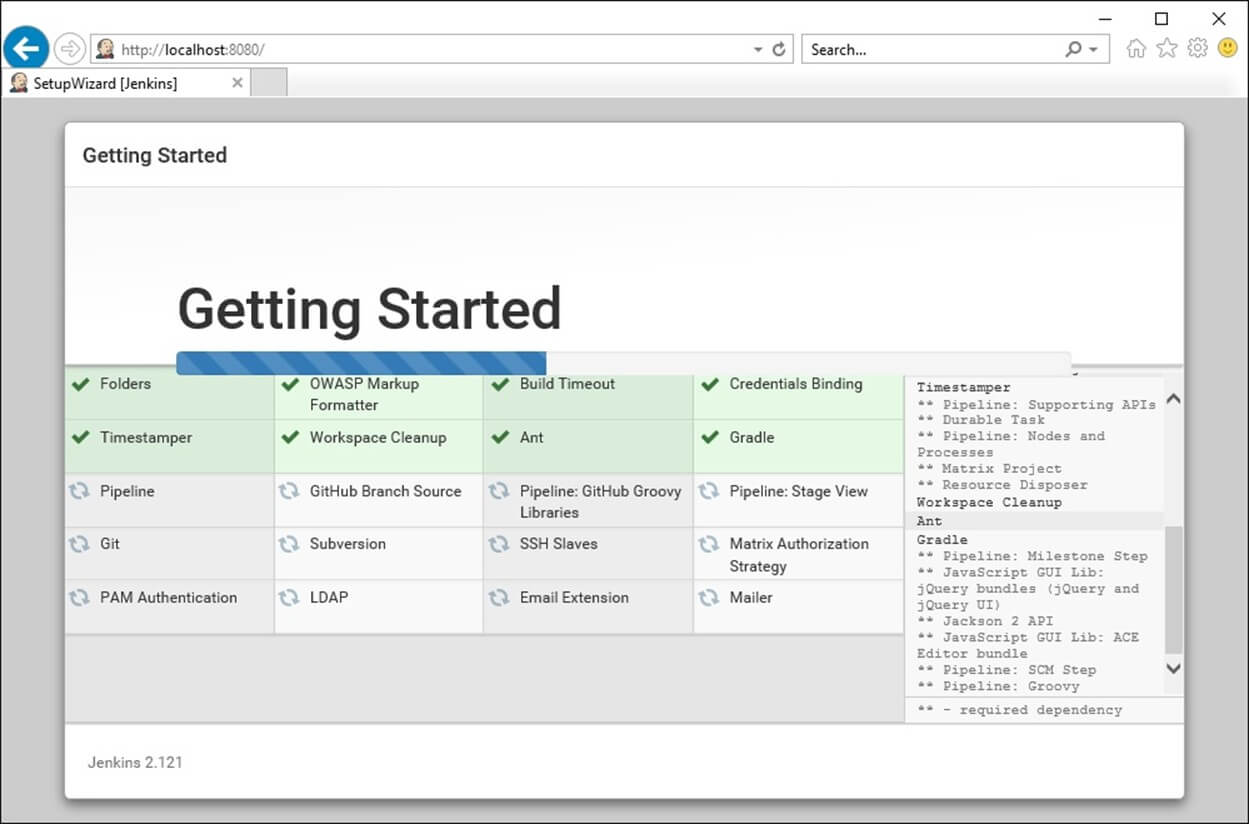 http://localhost:8080/
Search...
SetupWizard [Jenkins]
Getting Started
Getting Started
Folders
OWASP Markup
Formatter
Build Timeout
Credentials Binding
Timestamper
Workspace Cleanup
Ant
Gradle
Pipeline
GitHub Branch Source
Pipeline: GitHub Groovy
Libraries
Pipeline: Stage View
Git
Subversion
SSH Slaves
Matrix Authorization
Strategy
PAM Authentication
LDAP
Email Extension
Mailer
Timestamper
** Pipeline: Supporting APIs
** Durable Task
** Pipeline: Nodes and
Processes
** Matrix Project
** Resource Disposer
Workspace Cleanup
Ant
Gradle
** Pipeline: Milestone Step
** JavaScript GUI Lib:
jQuery bundles (jQuery and
jQuery UI)
** Jackson 2 API
** JavaScript GUI Lib: ACE
Editor bundle
** Pipeline: SCM Step
** Pipeline: Groovy
** - required dependency
Jenkins 2.121